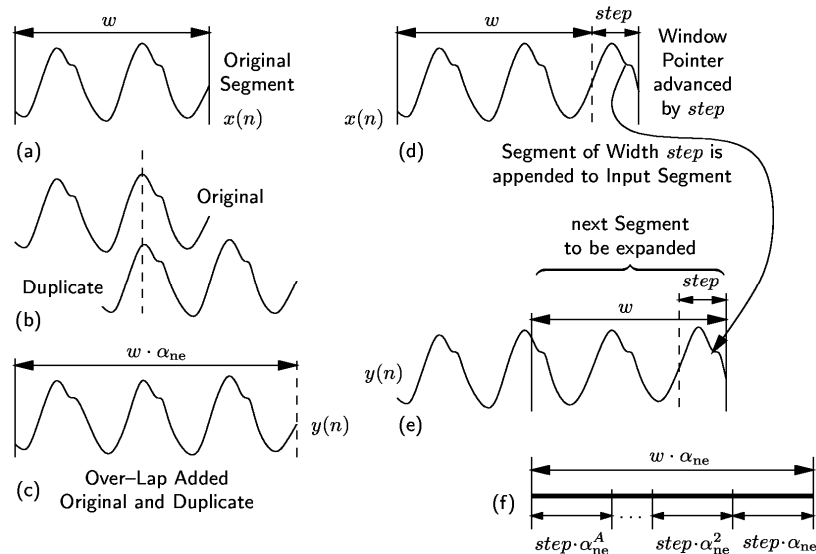 w
Original
Segment
x(n)
(a)
Original
Duplicate
(b)
w · α_ne
y(n)
(c)
Over–Lap Added
Original and Duplicate
w
step
Window
Pointer
advanced
by step
x(n)
(d)
Segment of Width step is
appended to Input Segment
next Segment
to be expanded
step
w
y(n)
(e)
w · α_ne
(f)
step·α_ne^A
...
step·α_ne^2
step·α_ne